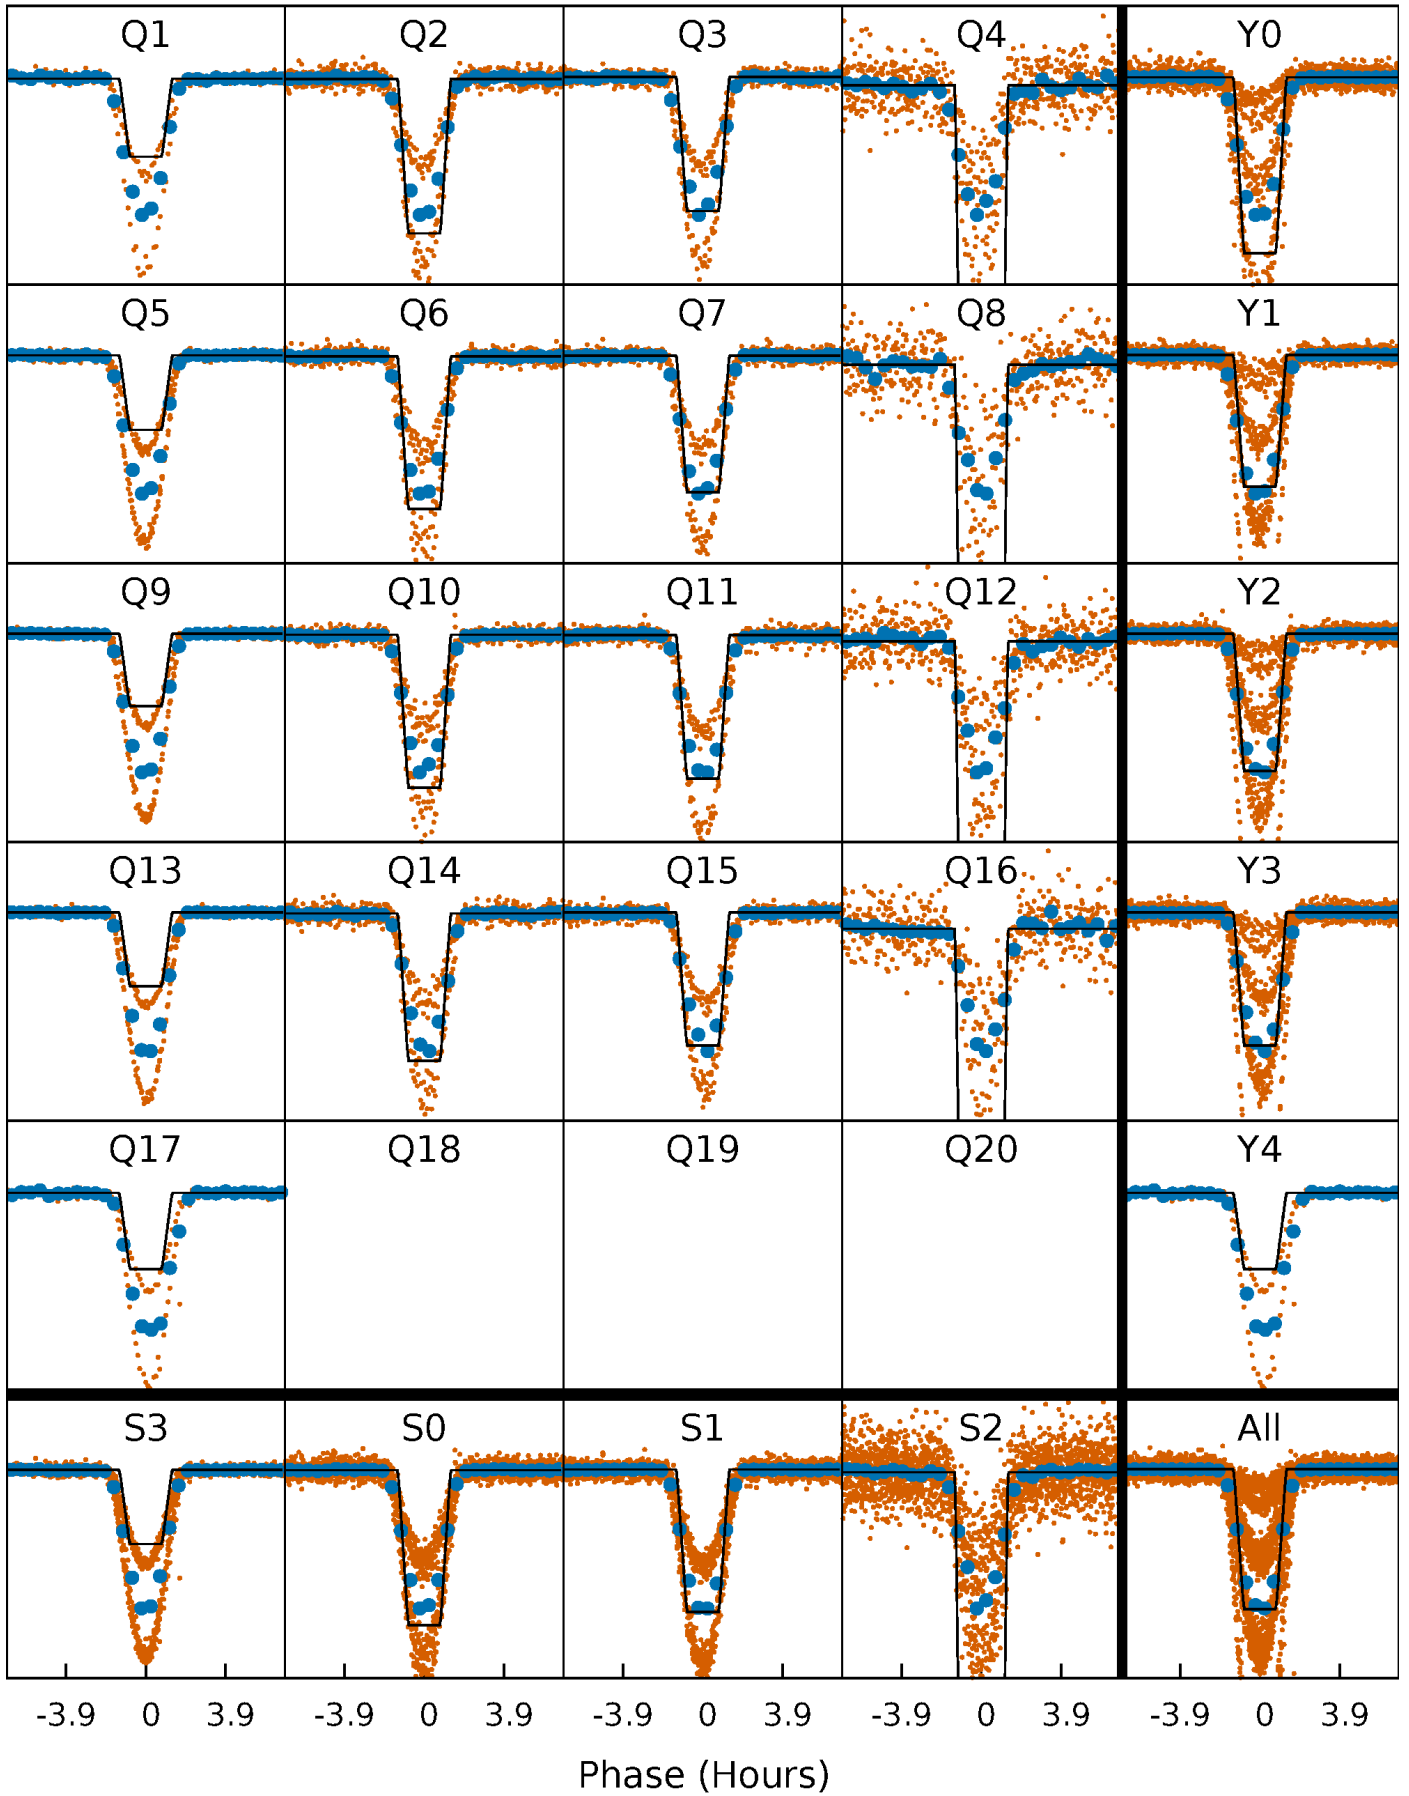 Q1 Q2 Q3 Q4 Y0
Q5 Q6 Q7 Q8 Y1
Q9 Q10 Q11 Q12 Y2
Q13 Q14 Q15 Q16 Y3
Q17 Q18 Q19 Q20 Y4
S3 S0 S1 S2 All
-3.9 0 3.9 -3.9 0 3.9 -3.9 0 3.9 -3.9 0 3.9 -3.9 0 3.9
Phase (Hours)